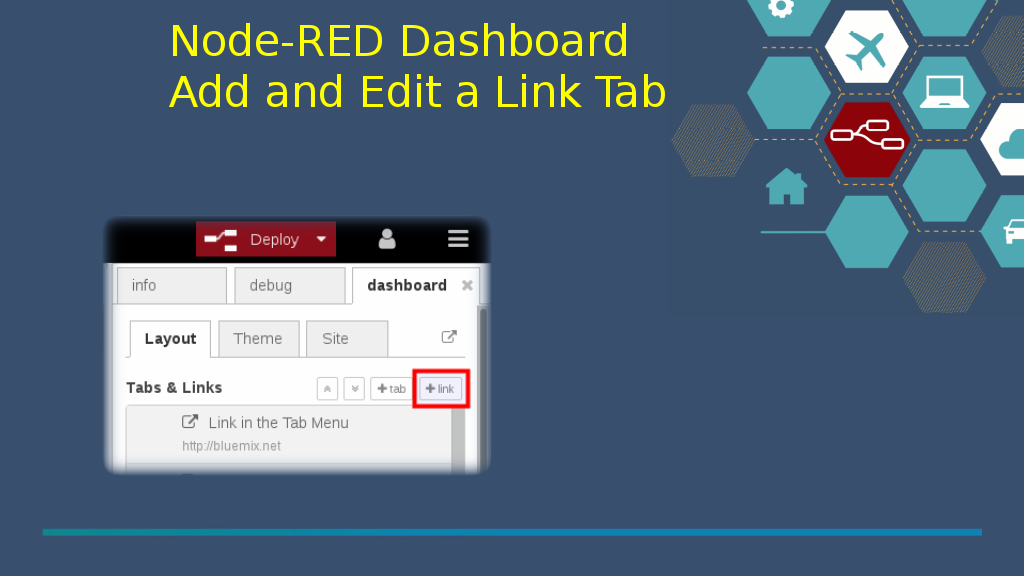 Node-RED Dashboard
Add and Edit a Link Tab
Deploy
info debug dashboard
Layout Theme Site
Tabs & Links +tab +link
Link in the Tab Menu
http://bluemix.net